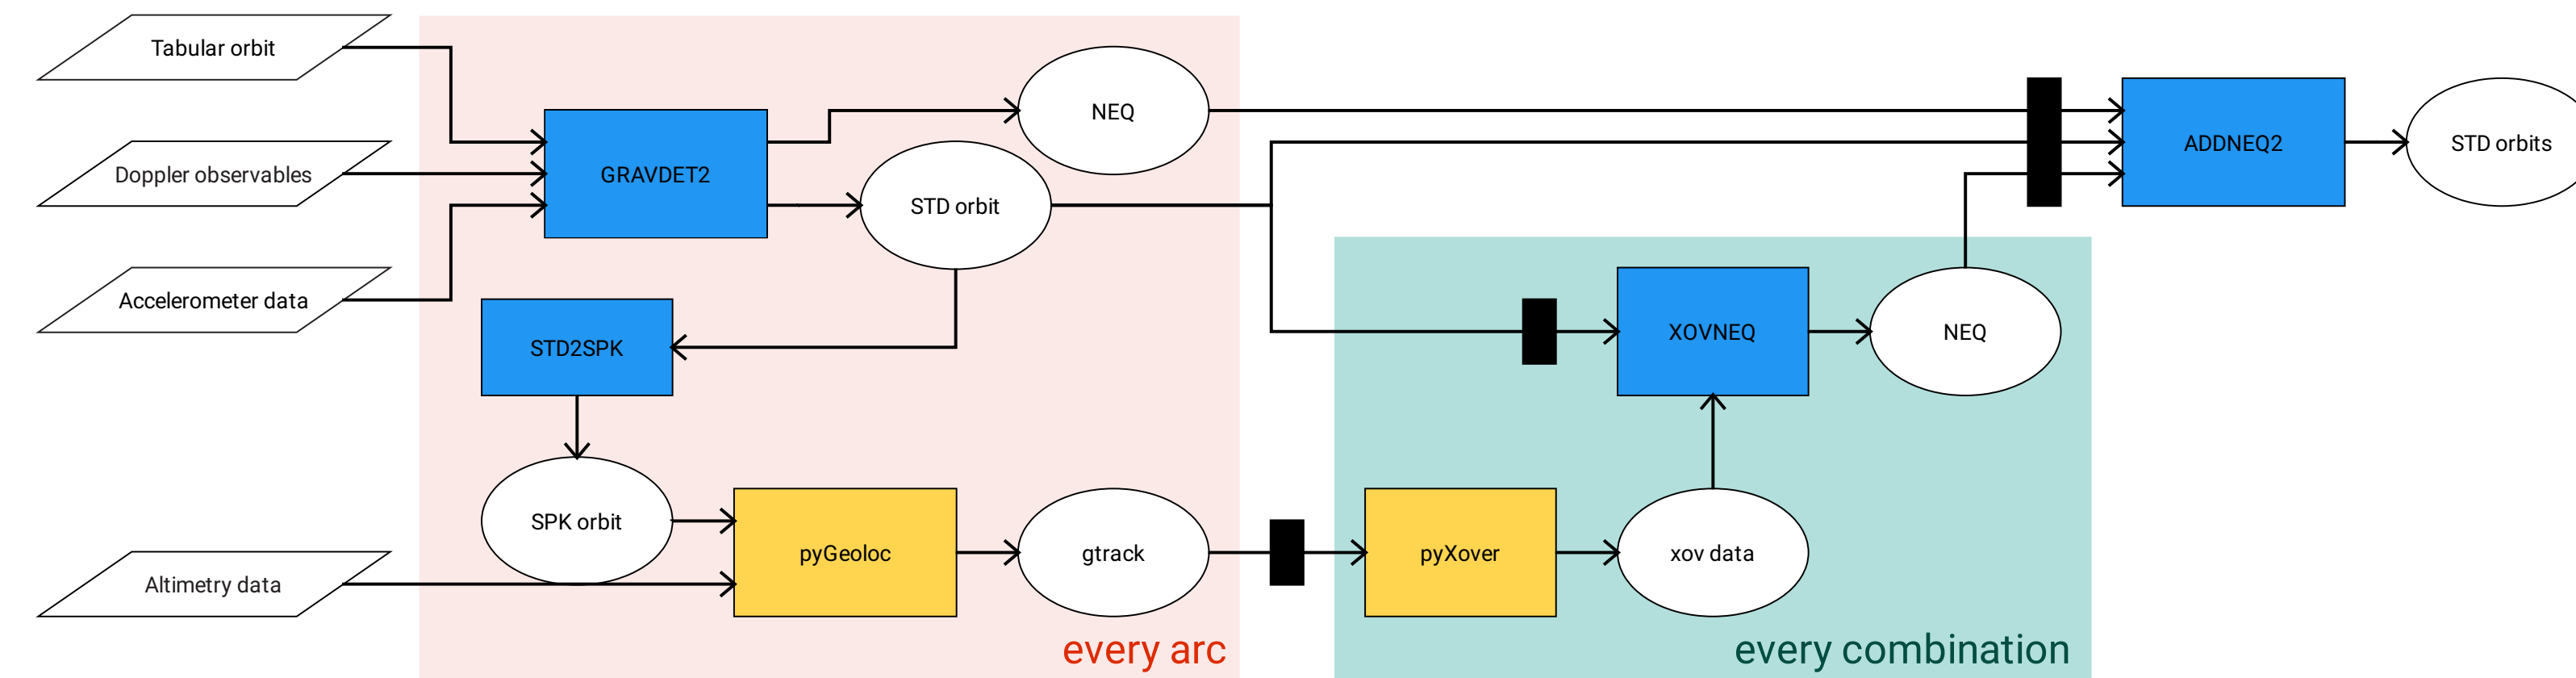 Tabular orbit
Doppler observables
Accelerometer data
Altimetry data
GRAVDET2
NEQ
STD orbit
STD2SPK
SPK orbit
pyGeoloc
gtrack
every arc
pyXover
xov data
XOVNEQ
NEQ
every combination
ADDNEQ2
STD orbits